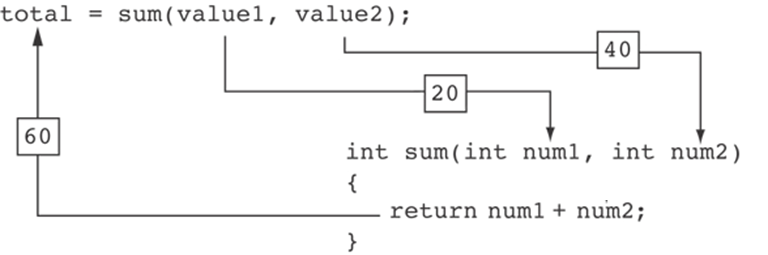 total = sum(value1, value2);
40
20
60
int sum(int num1, int num2)
{
return num1 + num2;
}